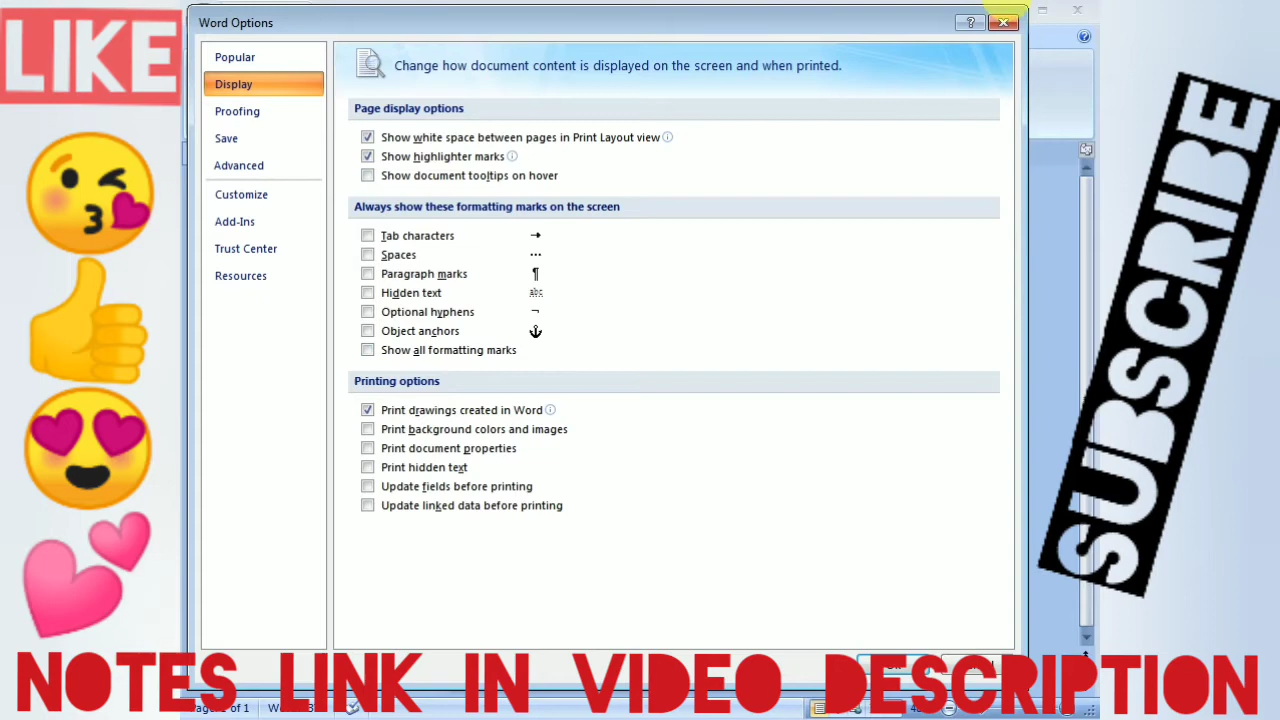 LIKE
Word Options
Popular
Display
Proofing
Save
Advanced
Customize
Add-Ins
Trust Center
Resources
Change how document content is displayed on the screen and when printed.
Page display options
Show white space between pages in Print Layout view
Show highlighter marks
Show document tooltips on hover
Always show these formatting marks on the screen
Tab characters →
Spaces ...
Paragraph marks ¶
Hidden text abc
Optional hyphens ¬
Object anchors
Show all formatting marks
Printing options
Print drawings created in Word
Print background colors and images
Print document properties
Print hidden text
Update fields before printing
Update linked data before printing
SUBSCRIBE
NOTES LINK IN VIDEO DESCRIPTION